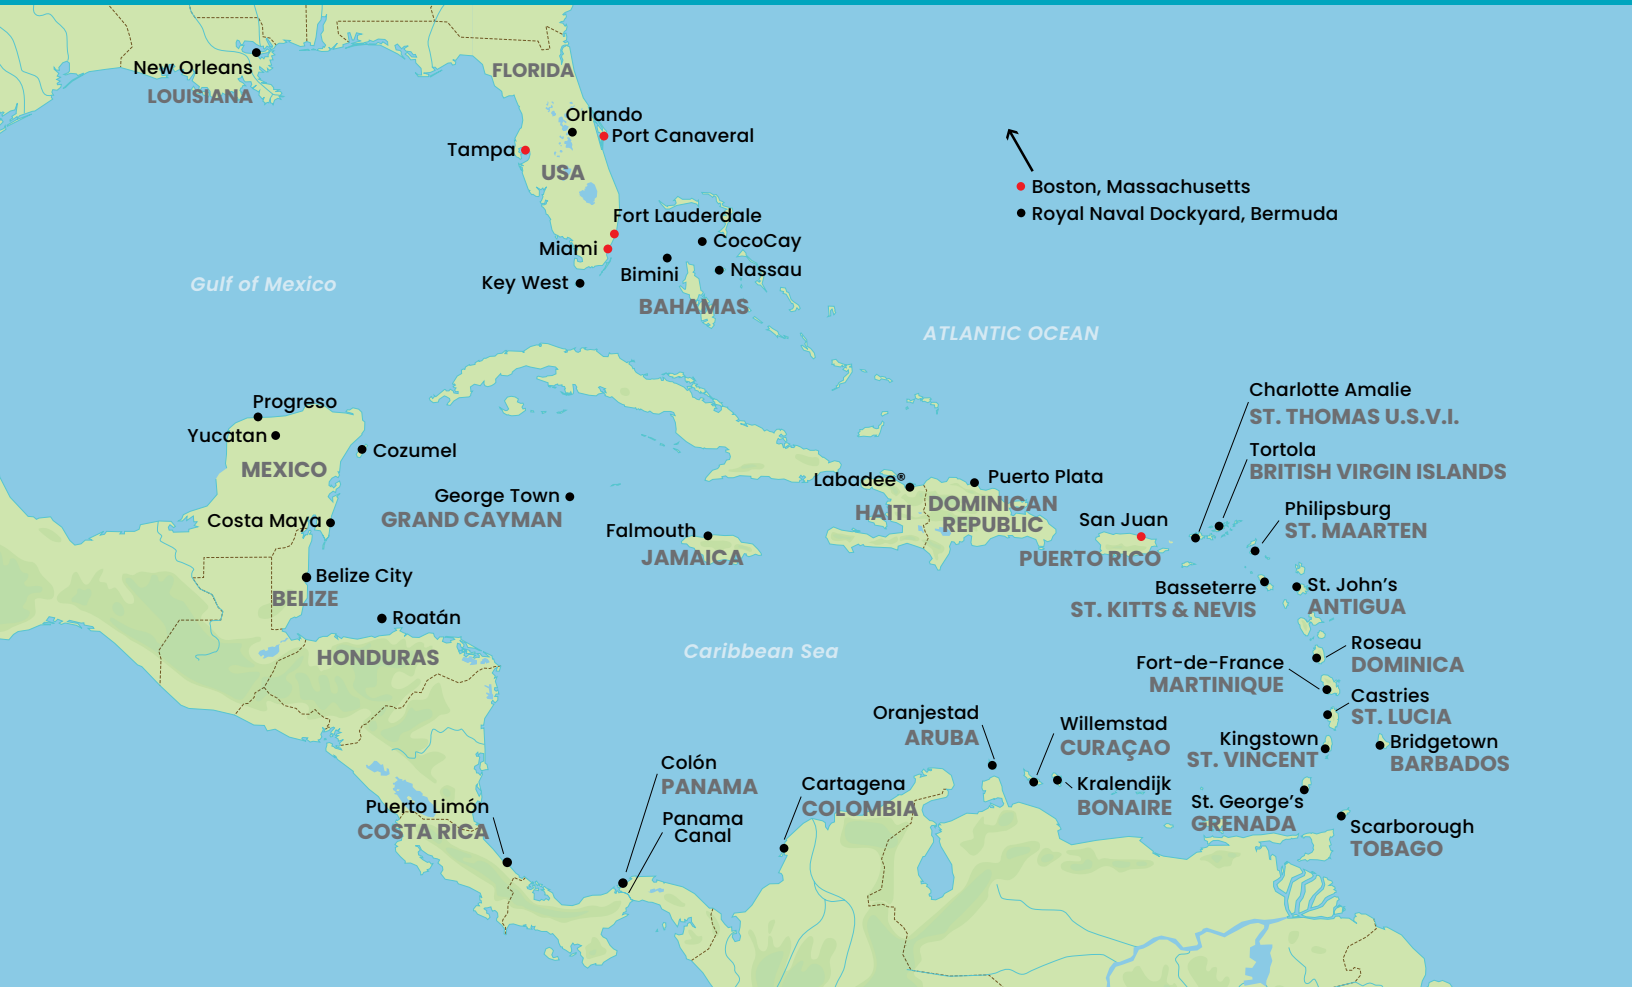 New Orleans
LOUISIANA
FLORIDA
Orlando
Port Canaveral
Tampa
USA
Boston, Massachusetts
Royal Naval Dockyard, Bermuda
Fort Lauderdale
Miami
CocoCay
Key West
Bimini
Nassau
BAHAMAS
Gulf of Mexico
ATLANTIC OCEAN
Progreso
Yucatan
MEXICO
Cozumel
Costa Maya
George Town
GRAND CAYMAN
Falmouth
JAMAICA
Labadee®
HAITI
Puerto Plata
DOMINICAN
REPUBLIC
San Juan
PUERTO RICO
Charlotte Amalie
ST. THOMAS U.S.V.I.
Tortola
BRITISH VIRGIN ISLANDS
Philipsburg
ST. MAARTEN
Basseterre
ST. KITTS & NEVIS
St. John's
ANTIGUA
Belize City
BELIZE
Roatán
HONDURAS
Caribbean Sea
Roseau
DOMINICA
Fort-de-France
MARTINIQUE
Castries
ST. LUCIA
Kingstown
ST. VINCENT
Bridgetown
BARBADOS
St. George's
GRENADA
Scarborough
TOBAGO
Oranjestad
ARUBA
Willemstad
CURAÇAO
Kralendijk
BONAIRE
Cartagena
COLOMBIA
Colón
PANAMA
Panama
Canal
Puerto Limón
COSTA RICA